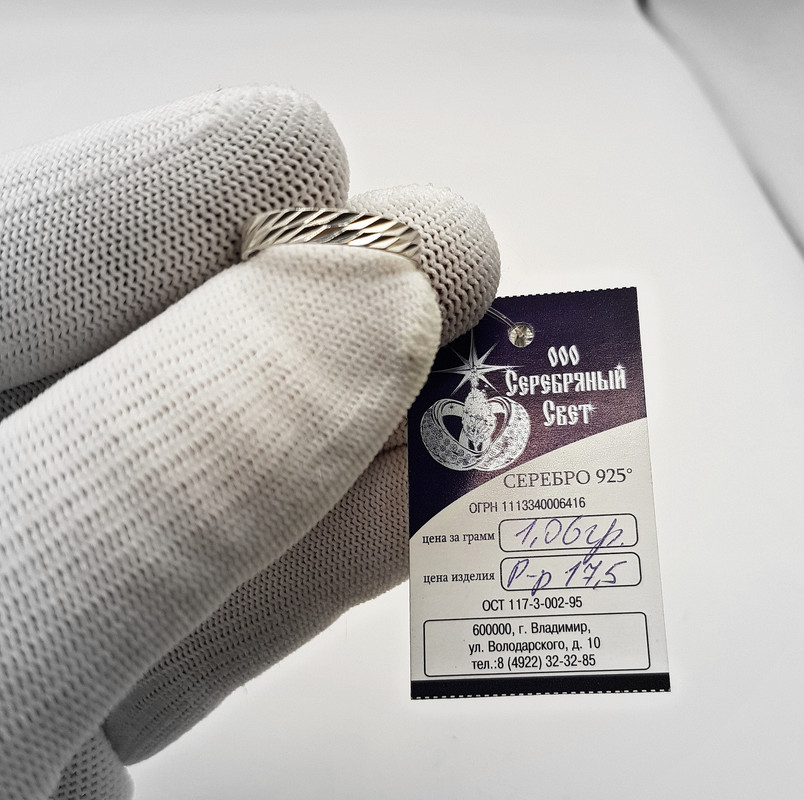 ООО
Серебряный
Свет
СЕРЕБРО 925°
ОГРН 1113340006416
цена за грамм 1,06гр.
цена изделия Р-р 17,5
ОСТ 117-3-002-95
600000, г. Владимир,
ул. Володарского, д. 10
тел.:8 (4922) 32-32-85